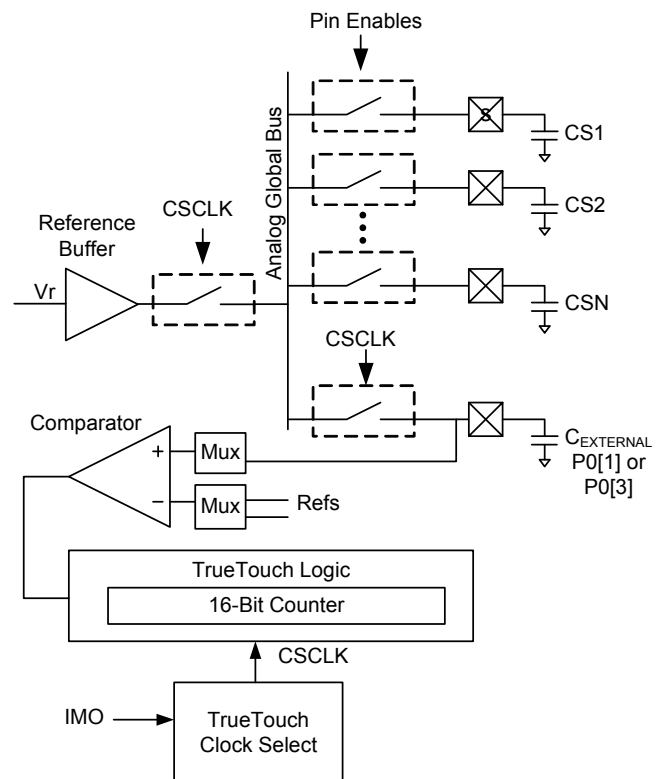 Pin Enables
S
CS1
Analog Global Bus
CS2
Reference
Buffer
CSCLK
Vr
CSN
CSCLK
Comparator
+
Mux
CEXTERNAL
P0[1] or
P0[3]
−
Mux
Refs
TrueTouch Logic
16-Bit Counter
CSCLK
IMO
TrueTouch
Clock Select